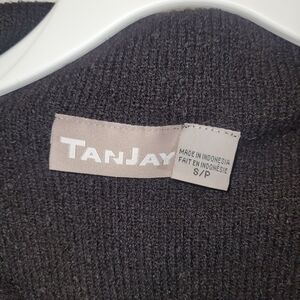 TANJAY
MADE IN INDONESIA
FAIT EN INDONÉSIE
S/P